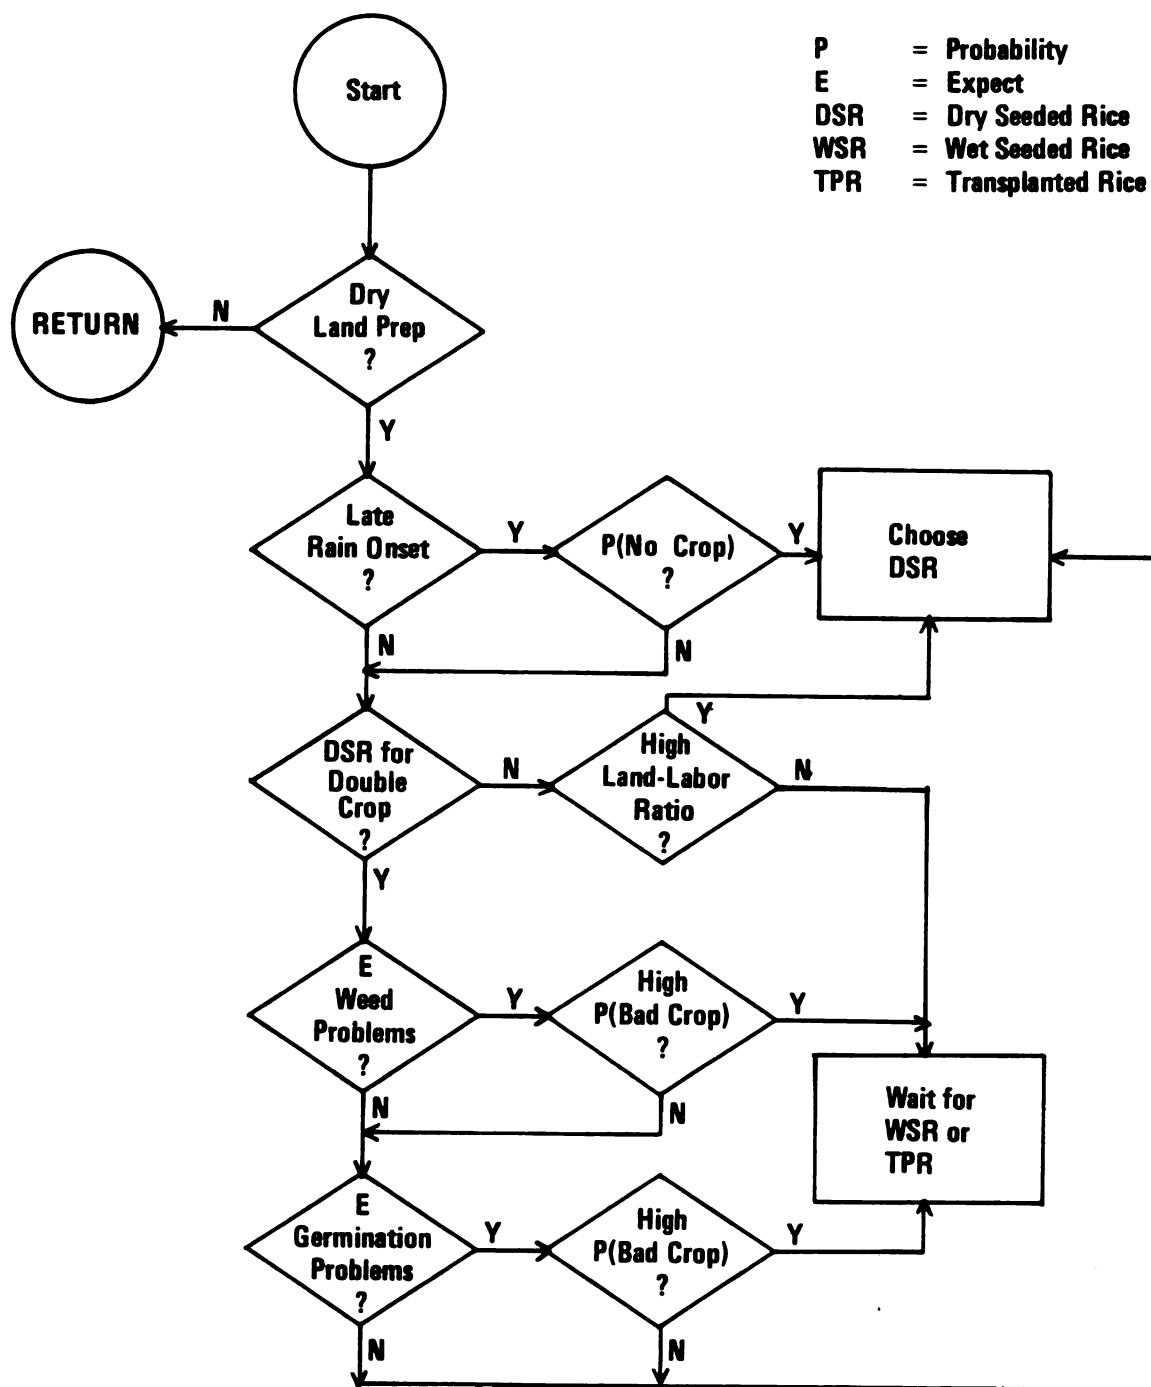 Start
P = Probability
E = Expect
DSR = Dry Seeded Rice
WSR = Wet Seeded Rice
TPR = Transplanted Rice
RETURN
N
Dry
Land Prep
?
Y
Late
Rain Onset
?
Y
P(No Crop)
?
Y
Choose
DSR
N
N
DSR for
Double
Crop
?
N
Y
High
Land-Labor
Ratio
?
N
Y
E
Weed
Problems
?
Y
High
P(Bad Crop)
?
Y
N
N
Wait for
WSR or
TPR
E
Germination
Problems
?
Y
High
P(Bad Crop)
?
Y
N
N